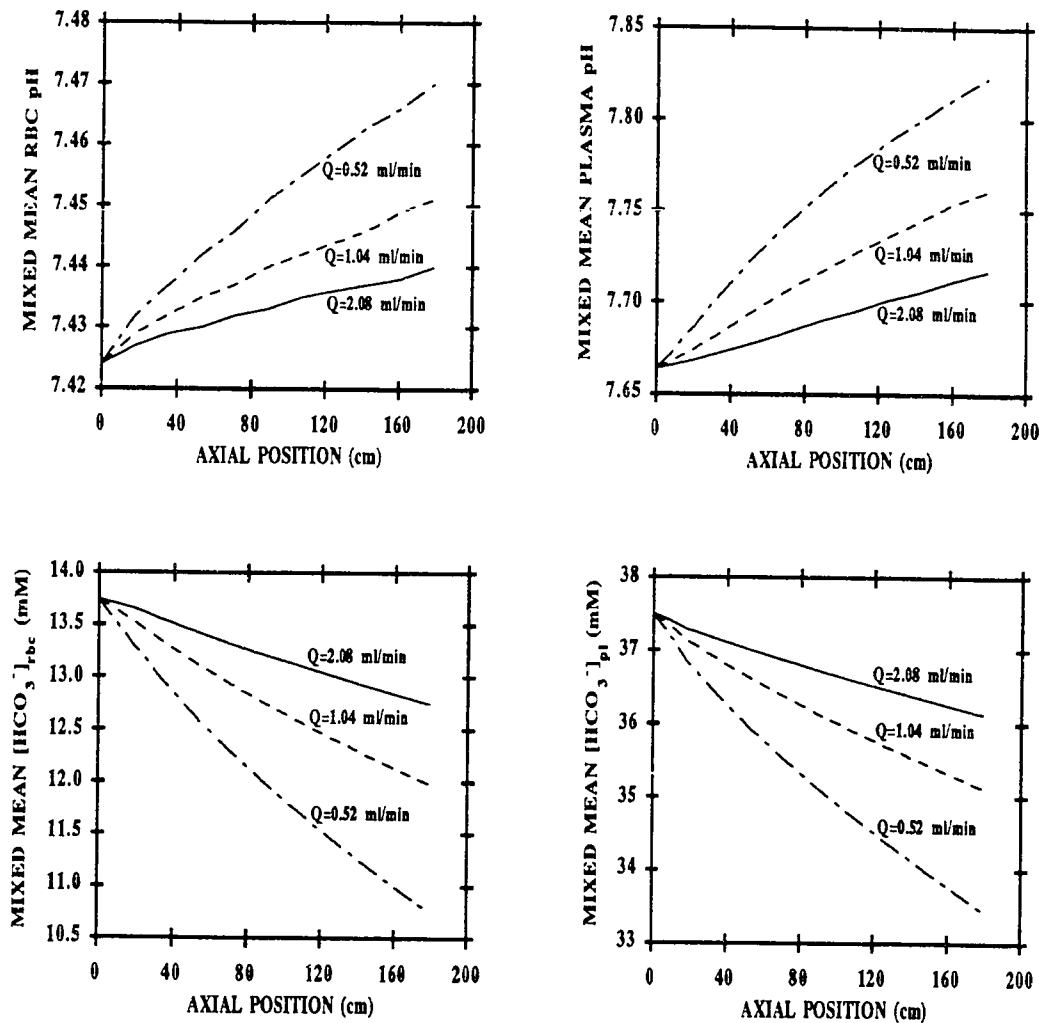 MIXED MEAN RBC pH
7.48
7.47
7.46
7.45
7.44
7.43
7.42
Q=0.52 ml/min
Q=1.04 ml/min
Q=2.08 ml/min
0 40 80 120 160 200
AXIAL POSITION (cm)
MIXED MEAN PLASMA pH
7.85
7.80
7.75
7.70
7.65
Q=0.52 ml/min
Q=1.04 ml/min
Q=2.08 ml/min
0 40 80 120 160 200
AXIAL POSITION (cm)
MIXED MEAN [HCO3-]rbc (mM)
14.0
13.5
13.0
12.5
12.0
11.5
11.0
10.5
Q=2.08 ml/min
Q=1.04 ml/min
Q=0.52 ml/min
0 40 80 120 160 200
AXIAL POSITION (cm)
MIXED MEAN [HCO3-]pl (mM)
38
37
36
35
34
33
Q=2.08 ml/min
Q=1.04 ml/min
Q=0.52 ml/min
0 40 80 120 160 200
AXIAL POSITION (cm)